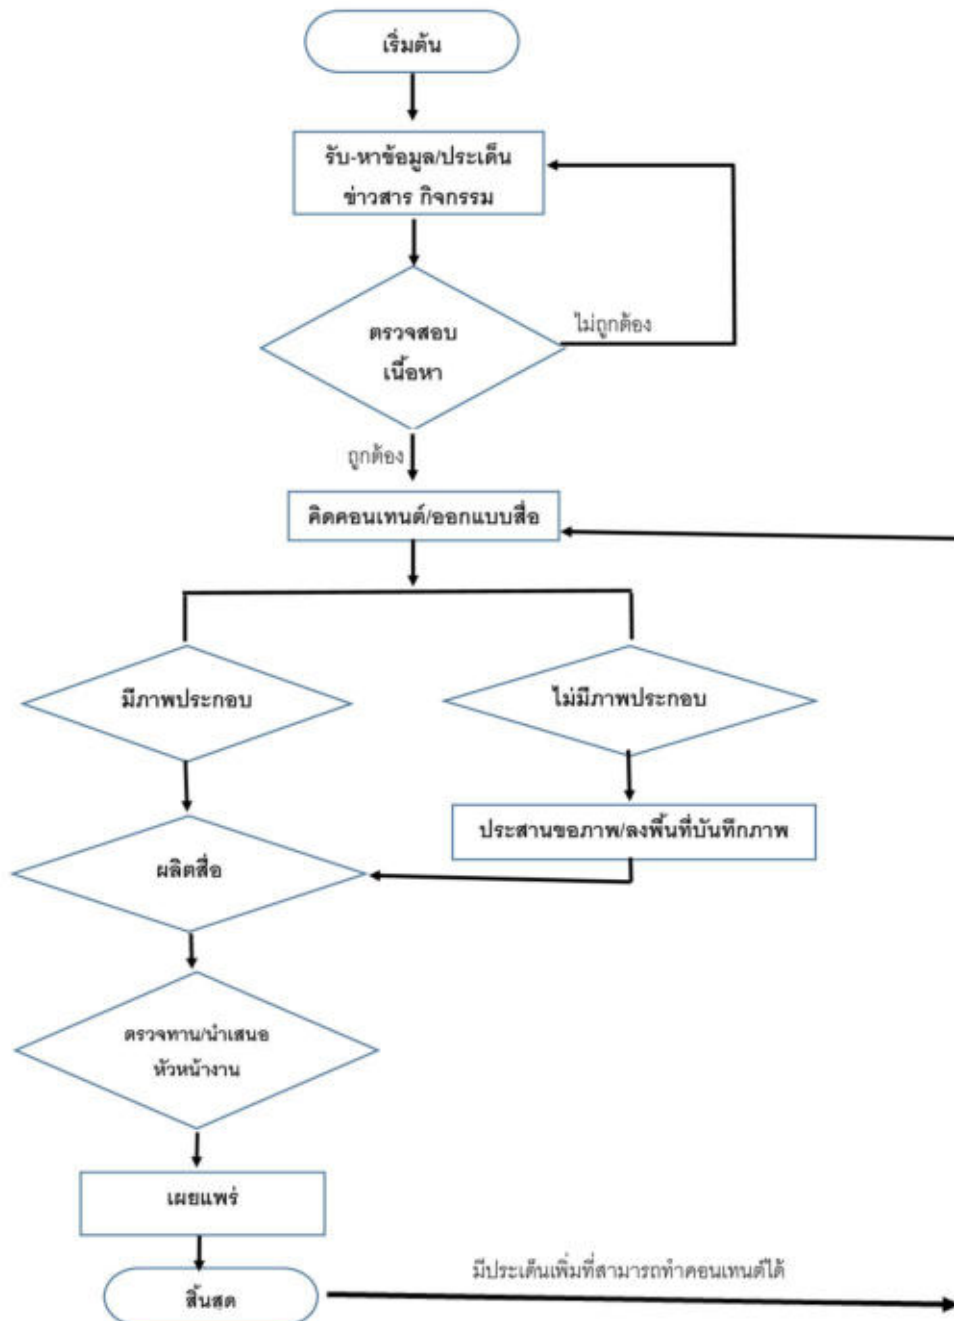 เริ่มต้น
รับ-หาข้อมูล/ประเด็น
ข่าวสาร กิจกรรม
ตรวจสอบ
เนื้อหา
ไม่ถูกต้อง
ถูกต้อง
คิดคอนเทนต์/ออกแบบสื่อ
มีภาพประกอบ
ไม่มีภาพประกอบ
ประสานขอภาพ/ลงพื้นที่บันทึกภาพ
ผลิตสื่อ
ตรวจทาน/นำเสนอ
หัวหน้างาน
เผยแพร่
มีประเด็นเพิ่มที่สามารถทำคอนเทนต์ได้
สิ้นสุด